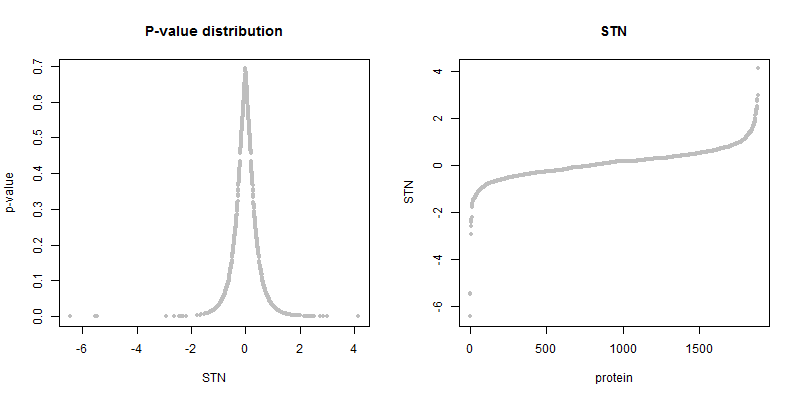 P-value distribution
p-value
0.7
0.6
0.5
0.4
0.3
0.2
0.1
0.0
-6 -4 -2 0 2 4
STN
STN
STN
4
2
0
-2
-4
-6
0 500 1000 1500
protein